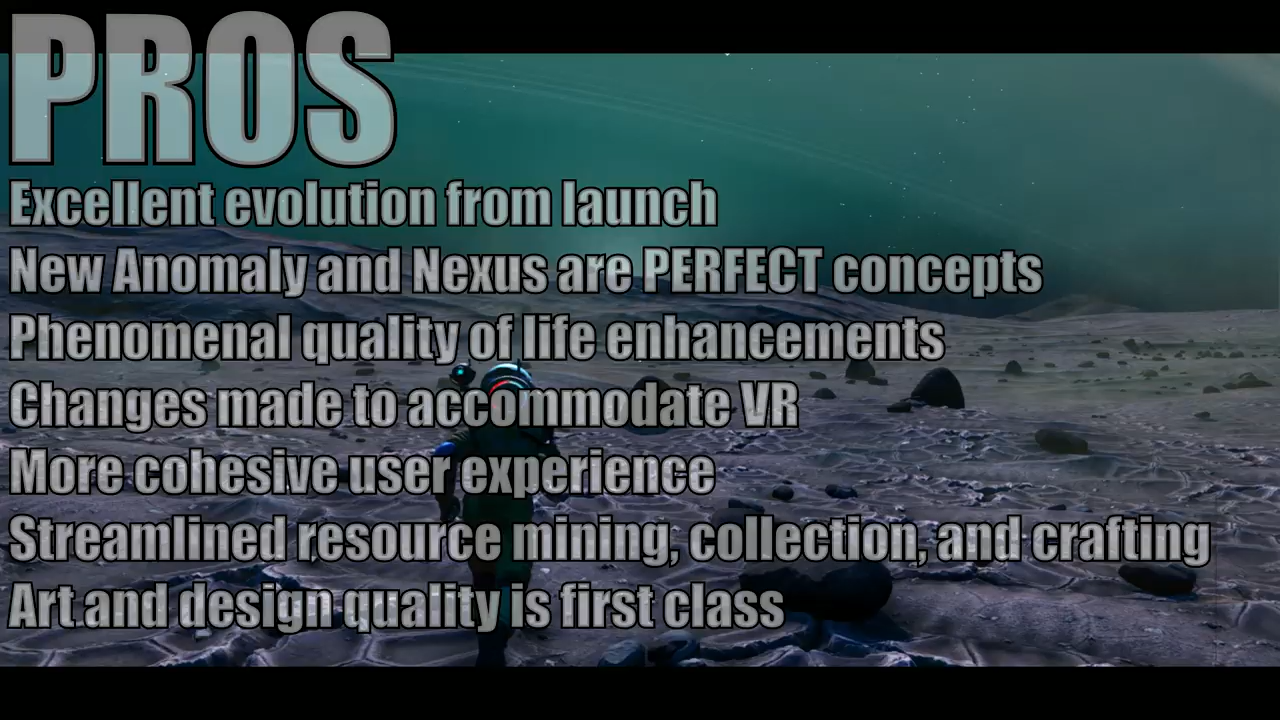 PROS
Excellent evolution from launch
New Anomaly and Nexus are PERFECT concepts
Phenomenal quality of life enhancements
Changes made to accommodate VR
More cohesive user experience
Streamlined resource mining, collection, and crafting
Art and design quality is first class